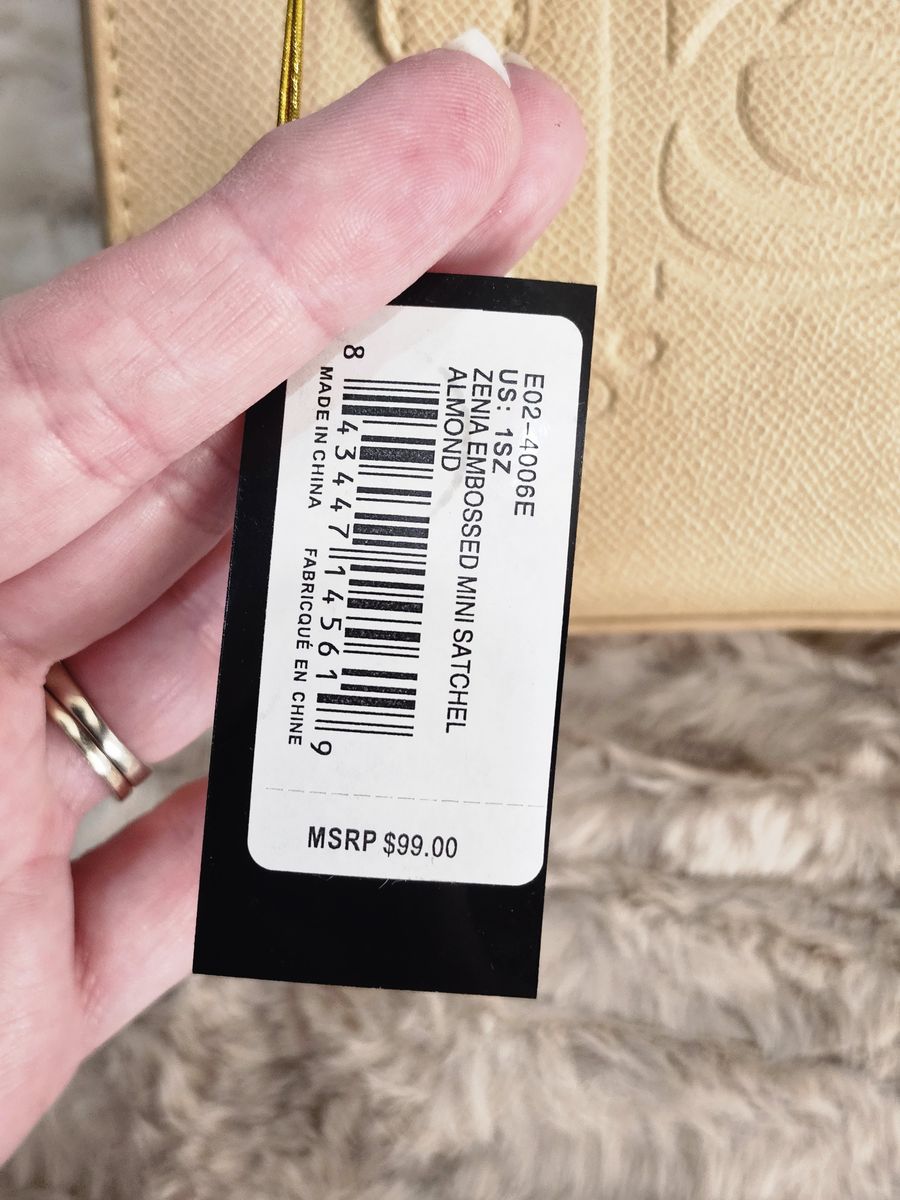 E02-4006E
US: 1SZ
ZENIA EMBOSSED MINI SATCHEL
ALMOND
8 43447 14561 9
MADE IN CHINA FABRICQUÉ EN CHINE
MSRP $99.00